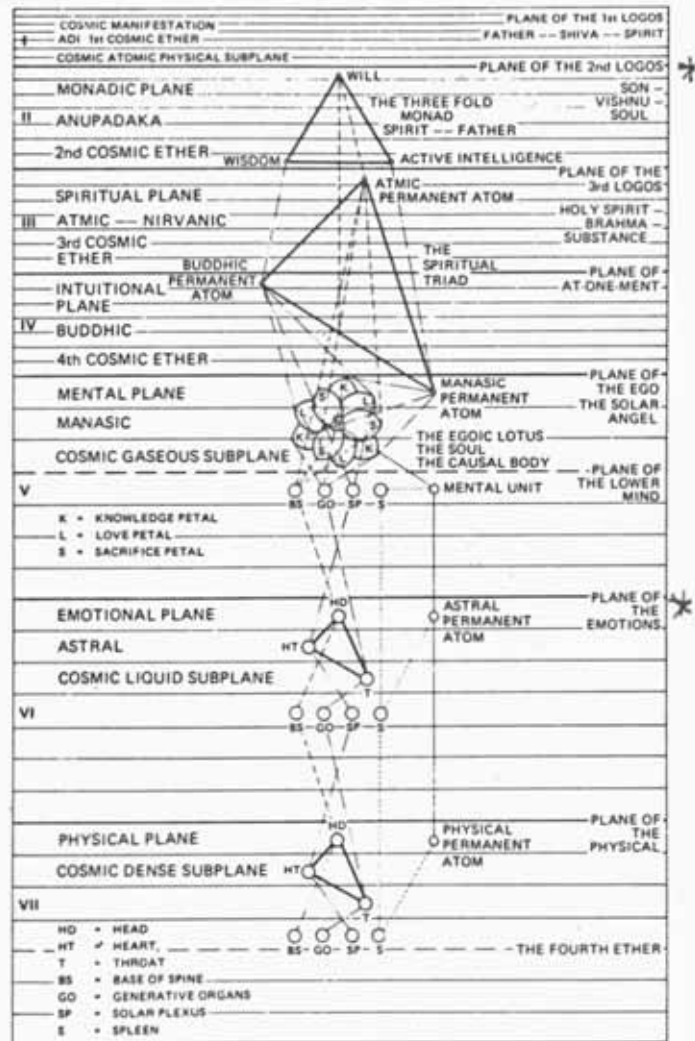 COSMIC MANIFESTATION
PLANE OF THE 1st LOGOS
I ADI 1st COSMIC ETHER
FATHER -- SHIVA -- SPIRIT
COSMIC ATOMIC PHYSICAL SUBPLANE
PLANE OF THE 2nd LOGOS
WILL
MONADIC PLANE
SON -
VISHNU -
SOUL
THE THREE FOLD
MONAD
SPIRIT -- FATHER
II ANUPADAKA
2nd COSMIC ETHER
WISDOM
ACTIVE INTELLIGENCE
PLANE OF THE
3rd LOGOS
ATMIC
PERMANENT ATOM
SPIRITUAL PLANE
HOLY SPIRIT -
BRAHMA -
SUBSTANCE
III ATMIC -- NIRVANIC
3rd COSMIC
ETHER
BUDDHIC
PERMANENT
ATOM
THE
SPIRITUAL
TRIAD
PLANE OF
AT-ONE-MENT
INTUITIONAL
PLANE
IV BUDDHIC
4th COSMIC ETHER
PLANE OF
THE EGO
THE SOLAR
ANGEL
MENTAL PLANE
MANASIC
PERMANENT
ATOM
MANASIC
K
S
L
L
S
K
L
K
THE EGOIC LOTUS
THE SOUL
THE CAUSAL BODY
COSMIC GASEOUS SUBPLANE
PLANE OF
THE LOWER
MIND
V
BS GO SP S
MENTAL UNIT
K = KNOWLEDGE PETAL
L = LOVE PETAL
S = SACRIFICE PETAL
PLANE OF
THE
EMOTIONS
HD
EMOTIONAL PLANE
ASTRAL
PERMANENT
ATOM
ASTRAL
HT
COSMIC LIQUID SUBPLANE
T
VI
BS GO SP S
PLANE OF
THE
PHYSICAL
HD
PHYSICAL PLANE
PHYSICAL
PERMANENT
ATOM
COSMIC DENSE SUBPLANE
HT
VII
T
HD = HEAD
HT = HEART,
T = THROAT
BS = BASE OF SPINE
GO = GENERATIVE ORGANS
SP = SOLAR PLEXUS
S = SPLEEN
BS GO SP S
THE FOURTH ETHER